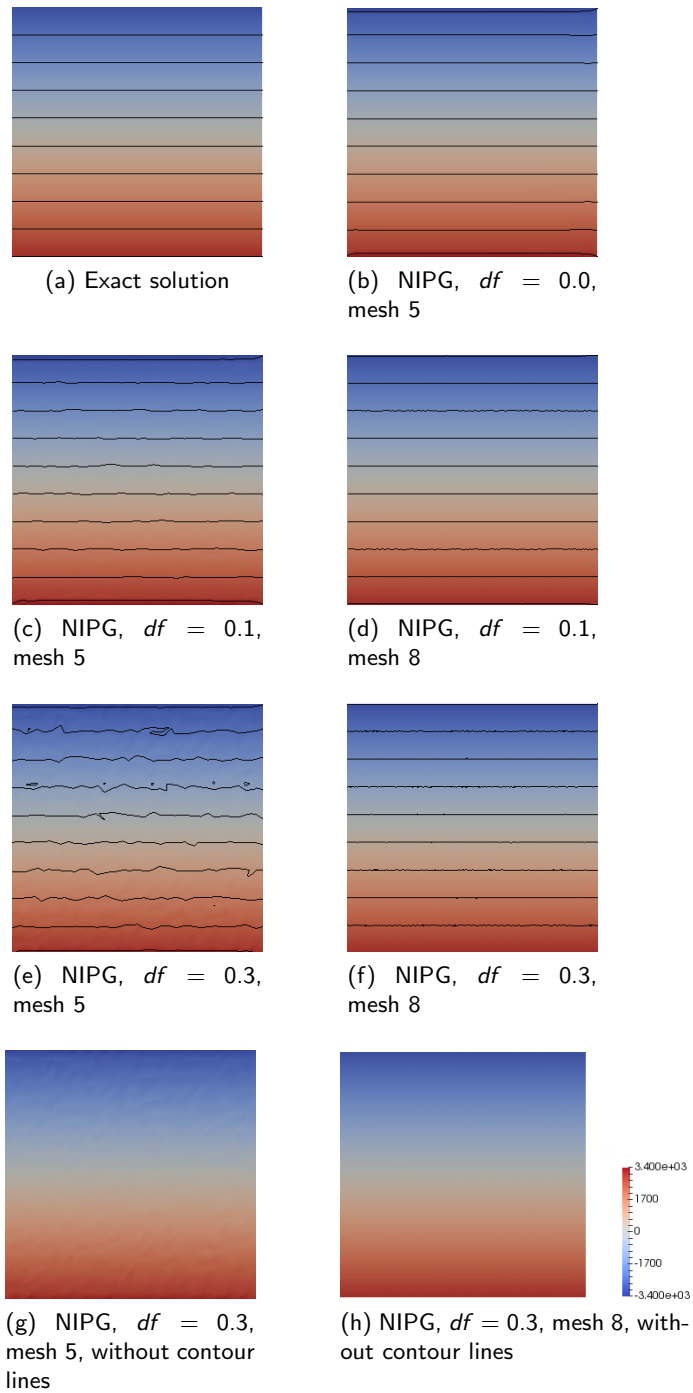 (a) Exact solution
(b) NIPG, df = 0.0,
mesh 5
(c) NIPG, df = 0.1,
mesh 5
(d) NIPG, df = 0.1,
mesh 8
(e) NIPG, df = 0.3,
mesh 5
(f) NIPG, df = 0.3,
mesh 8
3.400e+03
1700
0
-1700
-3.400e+03
(g) NIPG, df = 0.3,
mesh 5, without contour
lines
(h) NIPG, df = 0.3, mesh 8, with-
out contour lines